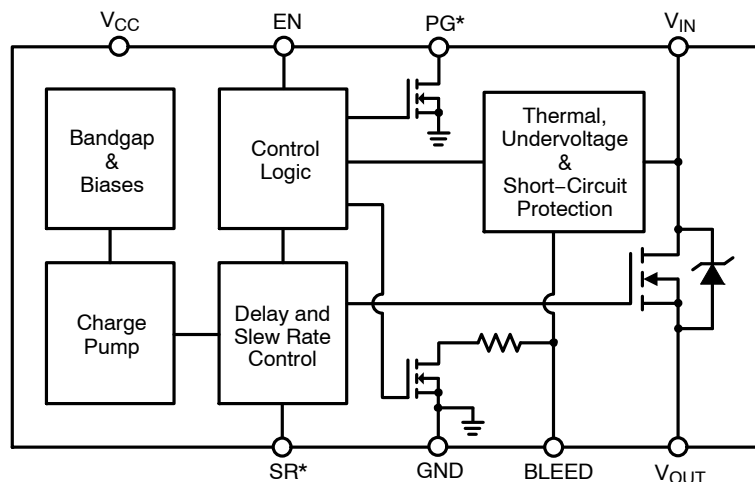 VCC
EN
PG*
VIN
Bandgap
&
Biases
Control
Logic
Thermal,
Undervoltage
&
Short−Circuit
Protection
Charge
Pump
Delay and
Slew Rate
Control
SR*
GND
BLEED
VOUT